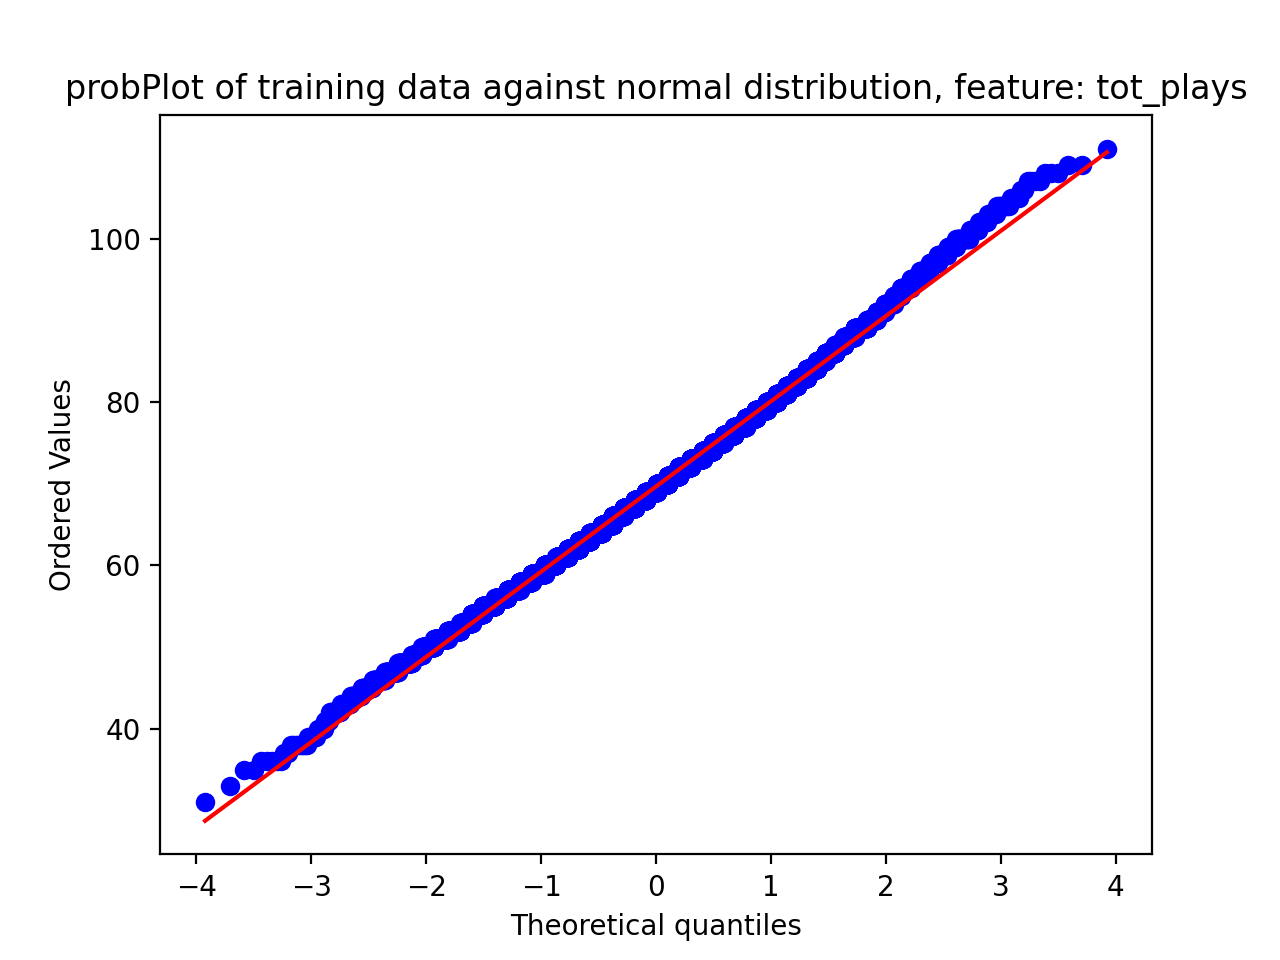 probPlot of training data against normal distribution, feature: tot_plays
100
80
60
40
Ordered Values
−4 −3 −2 −1 0 1 2 3 4
Theoretical quantiles